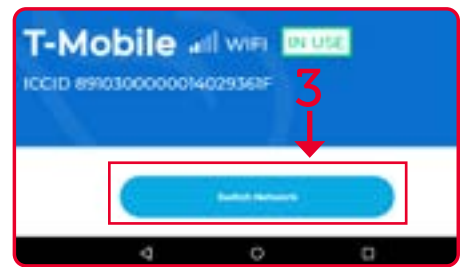 T-Mobile WIFI IN USE
ICCID 8910300000014029361F
3
Switch Network